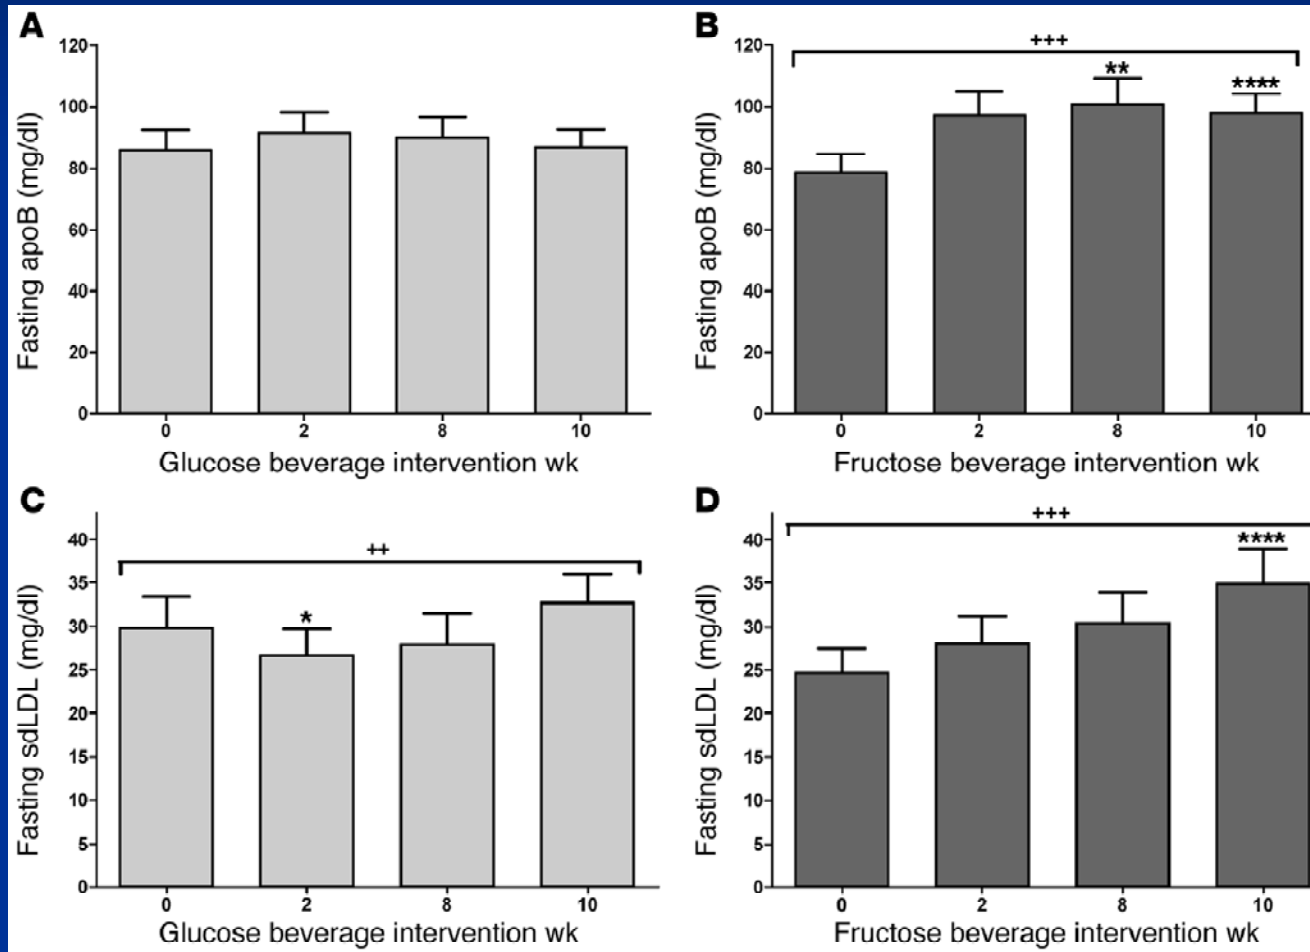 A
120
100
80
60
40
20
0
Fasting apoB (mg/dl)
0 2 8 10
Glucose beverage intervention wk
B
+++
120
100
80
60
40
20
0
** ****
Fasting apoB (mg/dl)
0 2 8 10
Fructose beverage intervention wk
C
++
40
35
30
25
20
15
10
5
0
*
Fasting sdLDL (mg/dl)
0 2 8 10
Glucose beverage intervention wk
D
+++
40
35
30
25
20
15
10
5
0
****
Fasting sdLDL (mg/dl)
0 2 8 10
Fructose beverage intervention wk